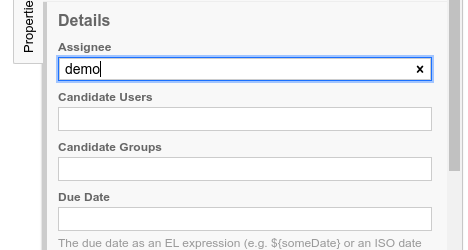 Propertie
Details
Assignee
demo
×
Candidate Users
Candidate Groups
Due Date
The due date as an EL expression (e.g. ${someDate} or an ISO date